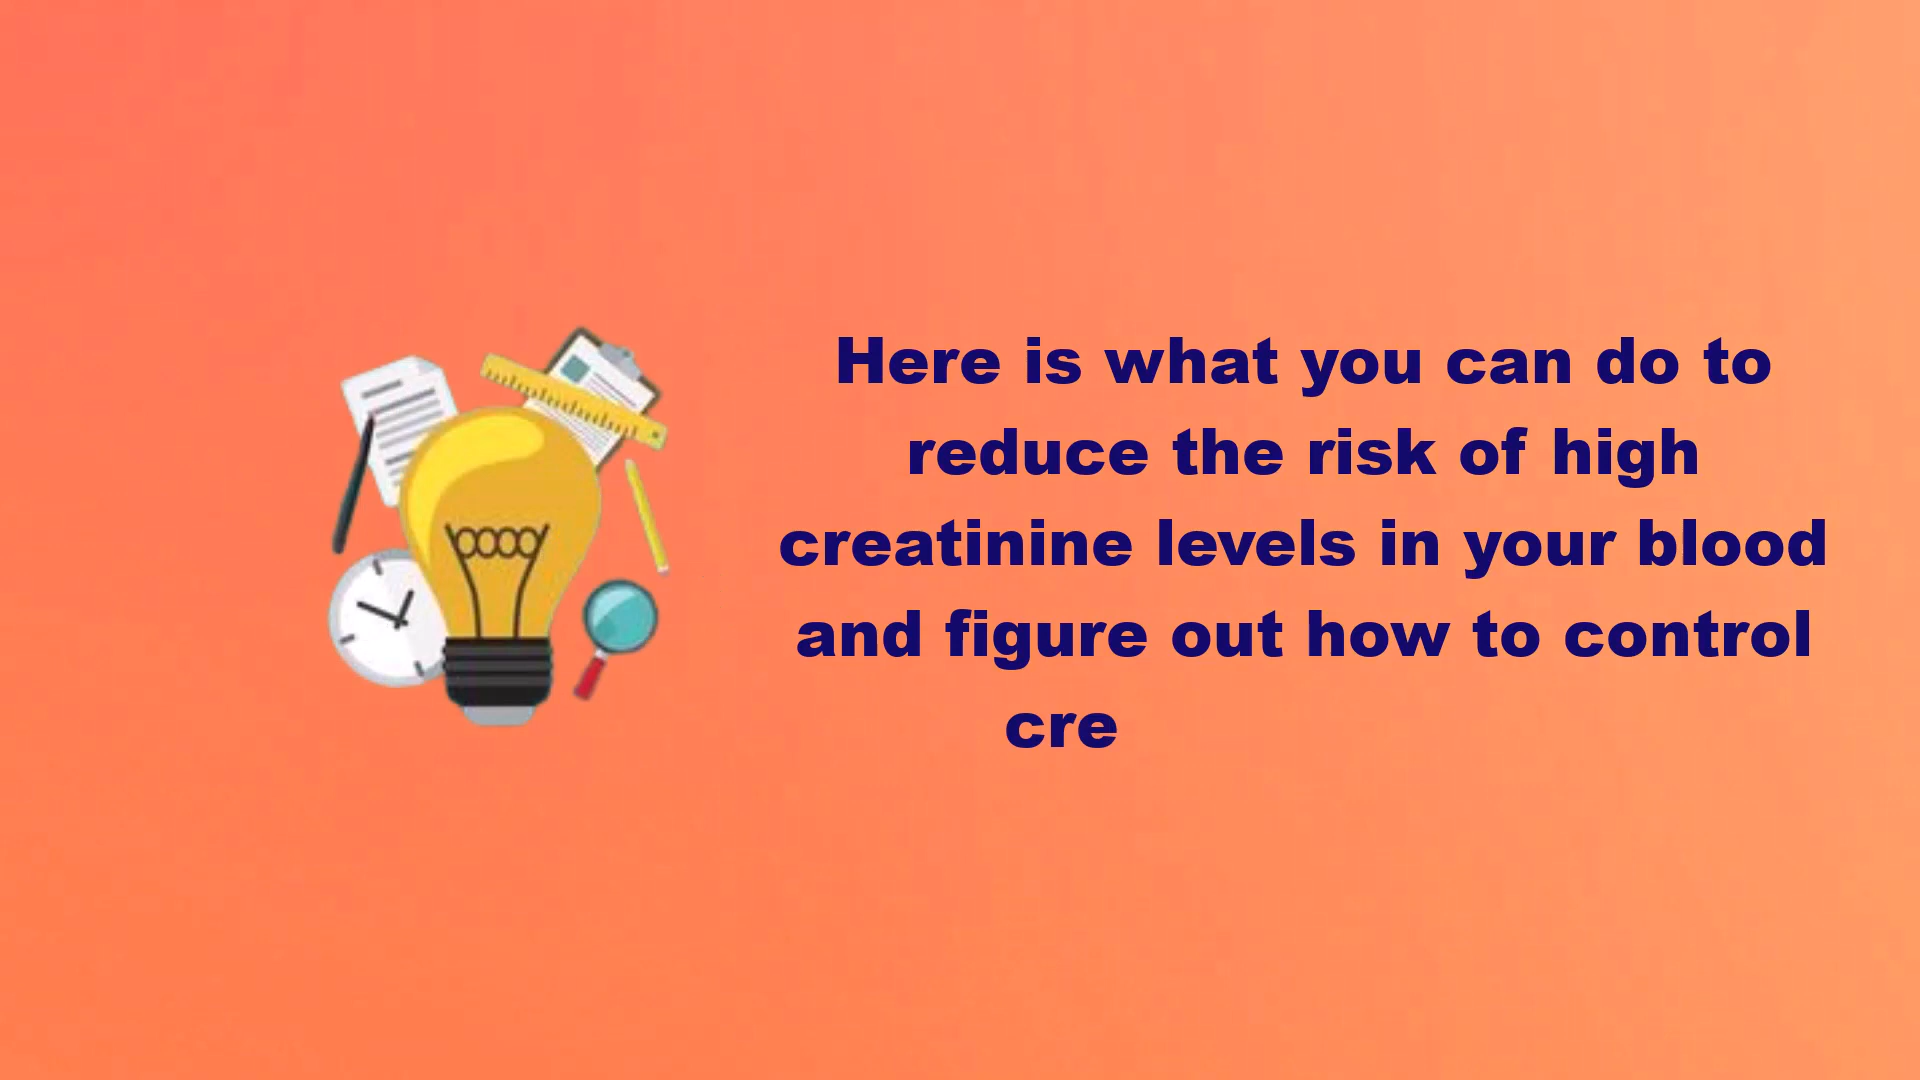 Here is what you can do to
reduce the risk of high
creatinine levels in your blood
and figure out how to control
cre